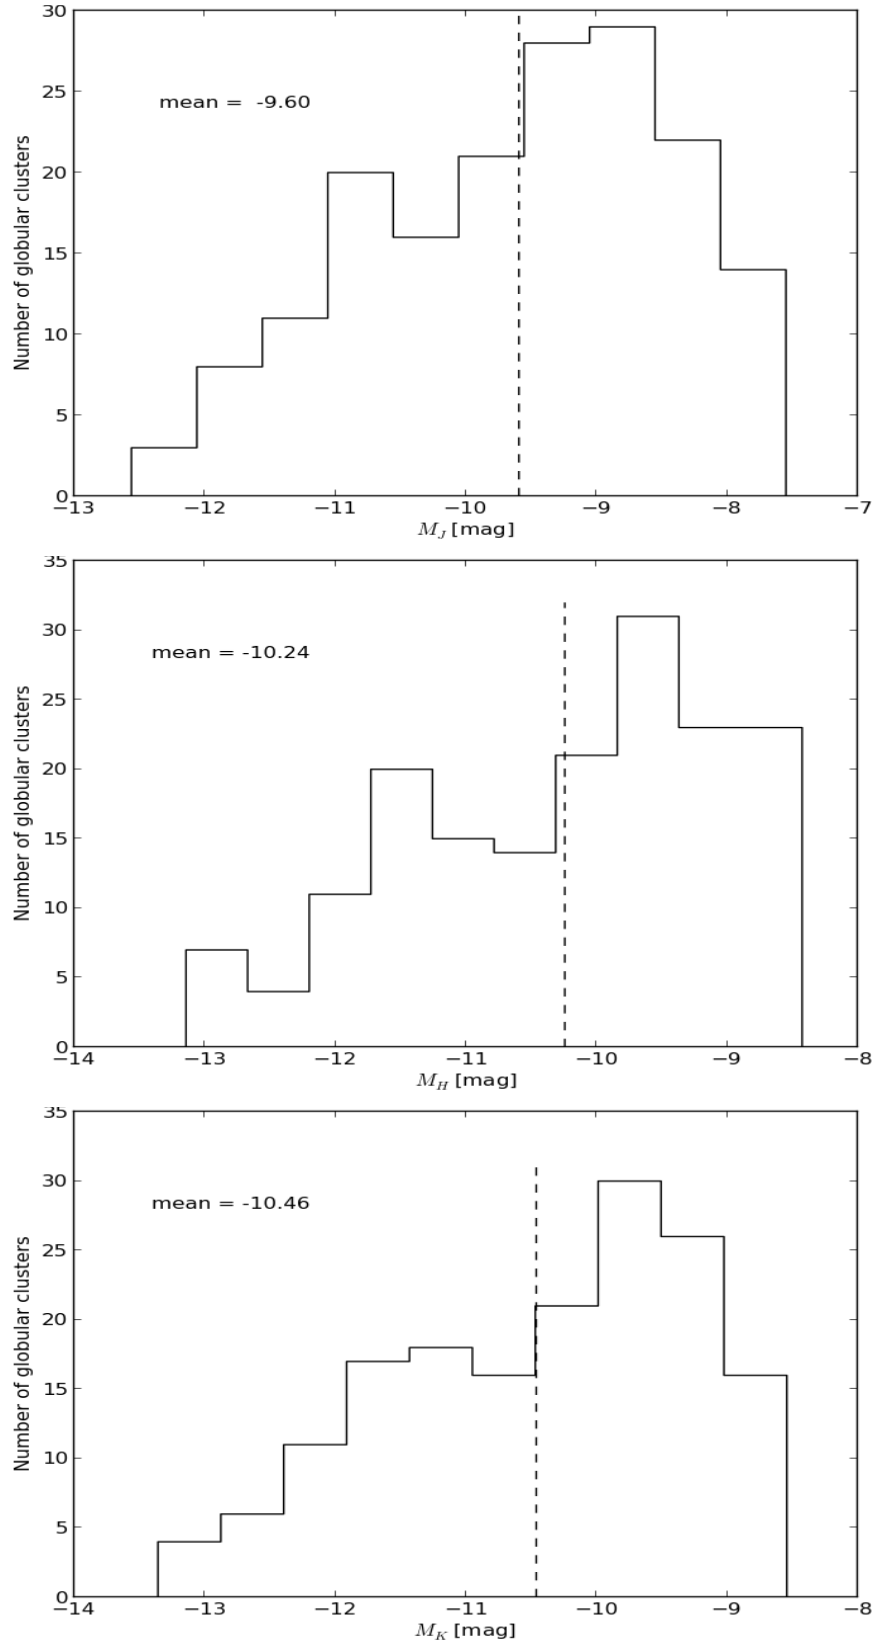 30
25
20
15
10
5
0
Number of globular clusters
mean = -9.60
−13 −12 −11 −10 −9 −8 −7
M_J [mag]
35
30
25
20
15
10
5
0
Number of globular clusters
mean = -10.24
−14 −13 −12 −11 −10 −9 −8
M_H [mag]
35
30
25
20
15
10
5
0
Number of globular clusters
mean = -10.46
−14 −13 −12 −11 −10 −9 −8
M_K [mag]